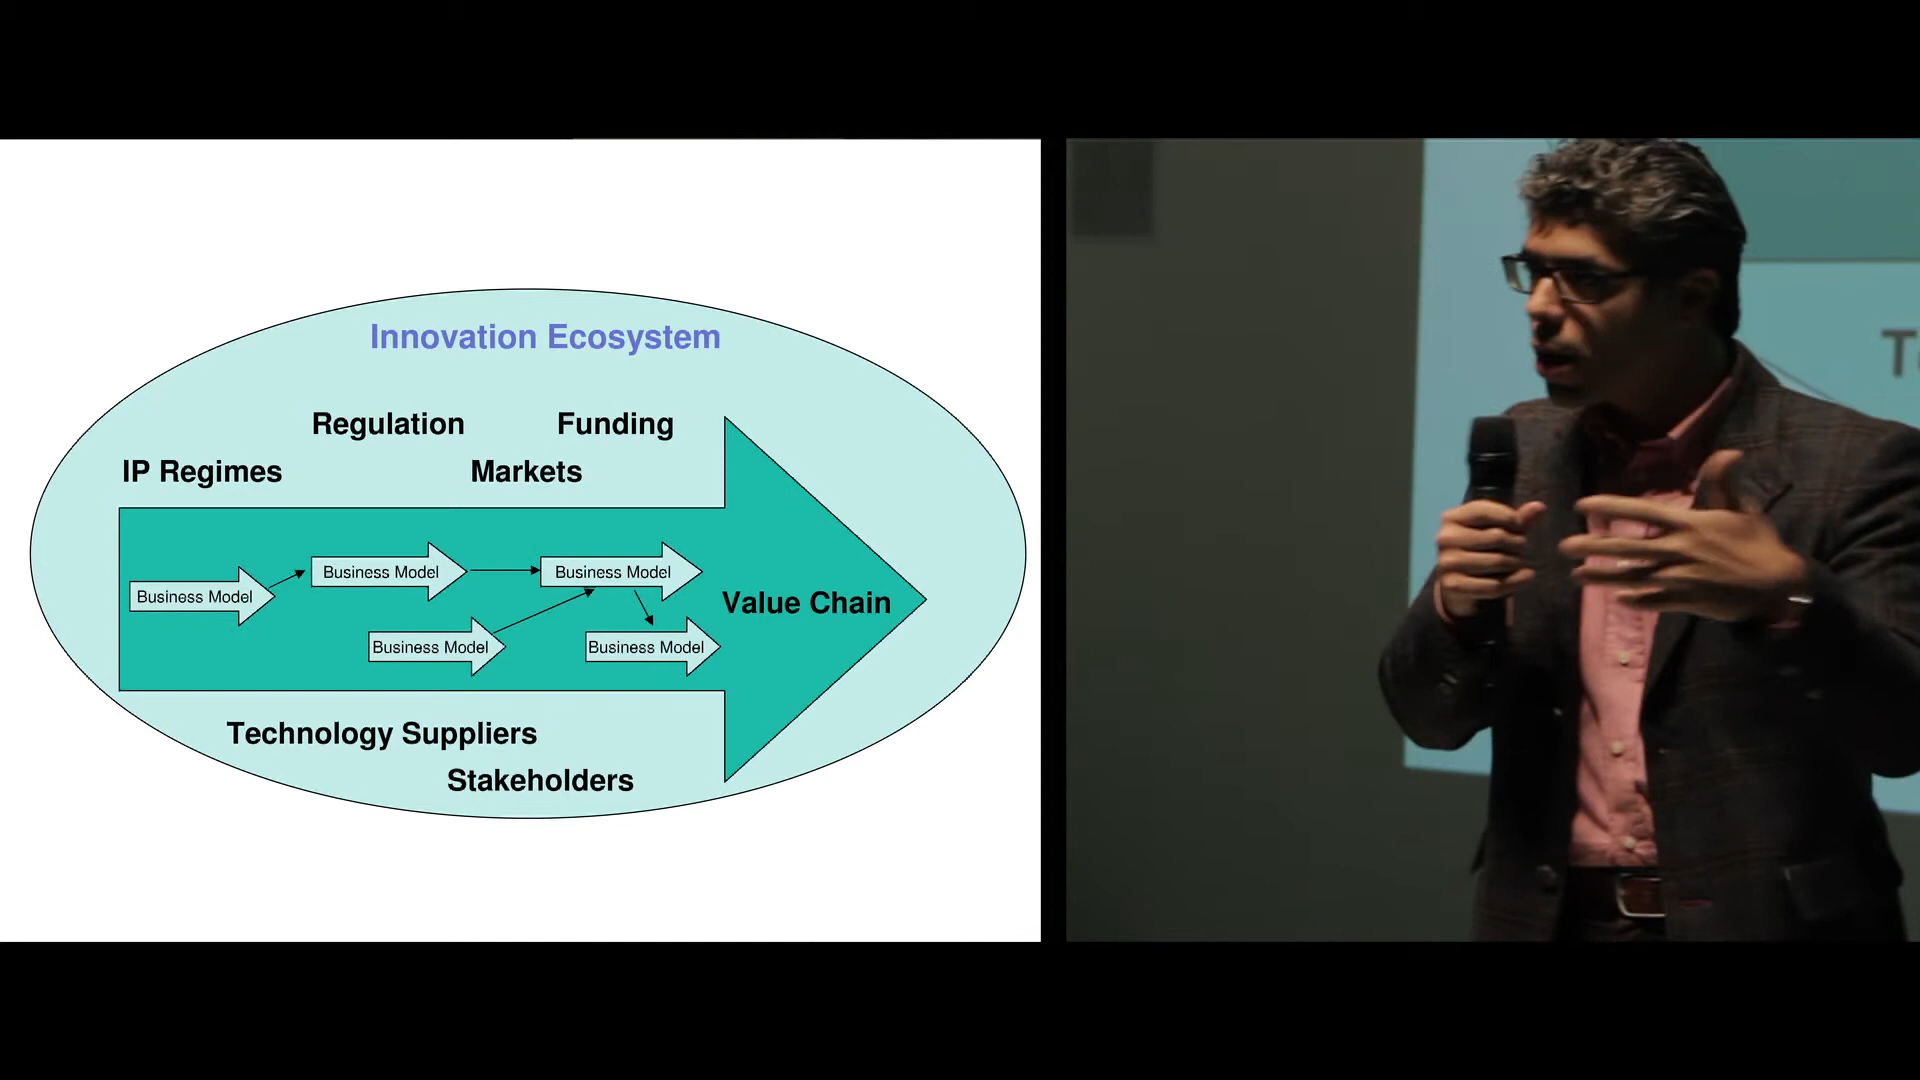 Innovation Ecosystem
Regulation
Funding
IP Regimes
Markets
Business Model
Business Model
Business Model
Value Chain
Business Model
Business Model
Technology Suppliers
Stakeholders
T